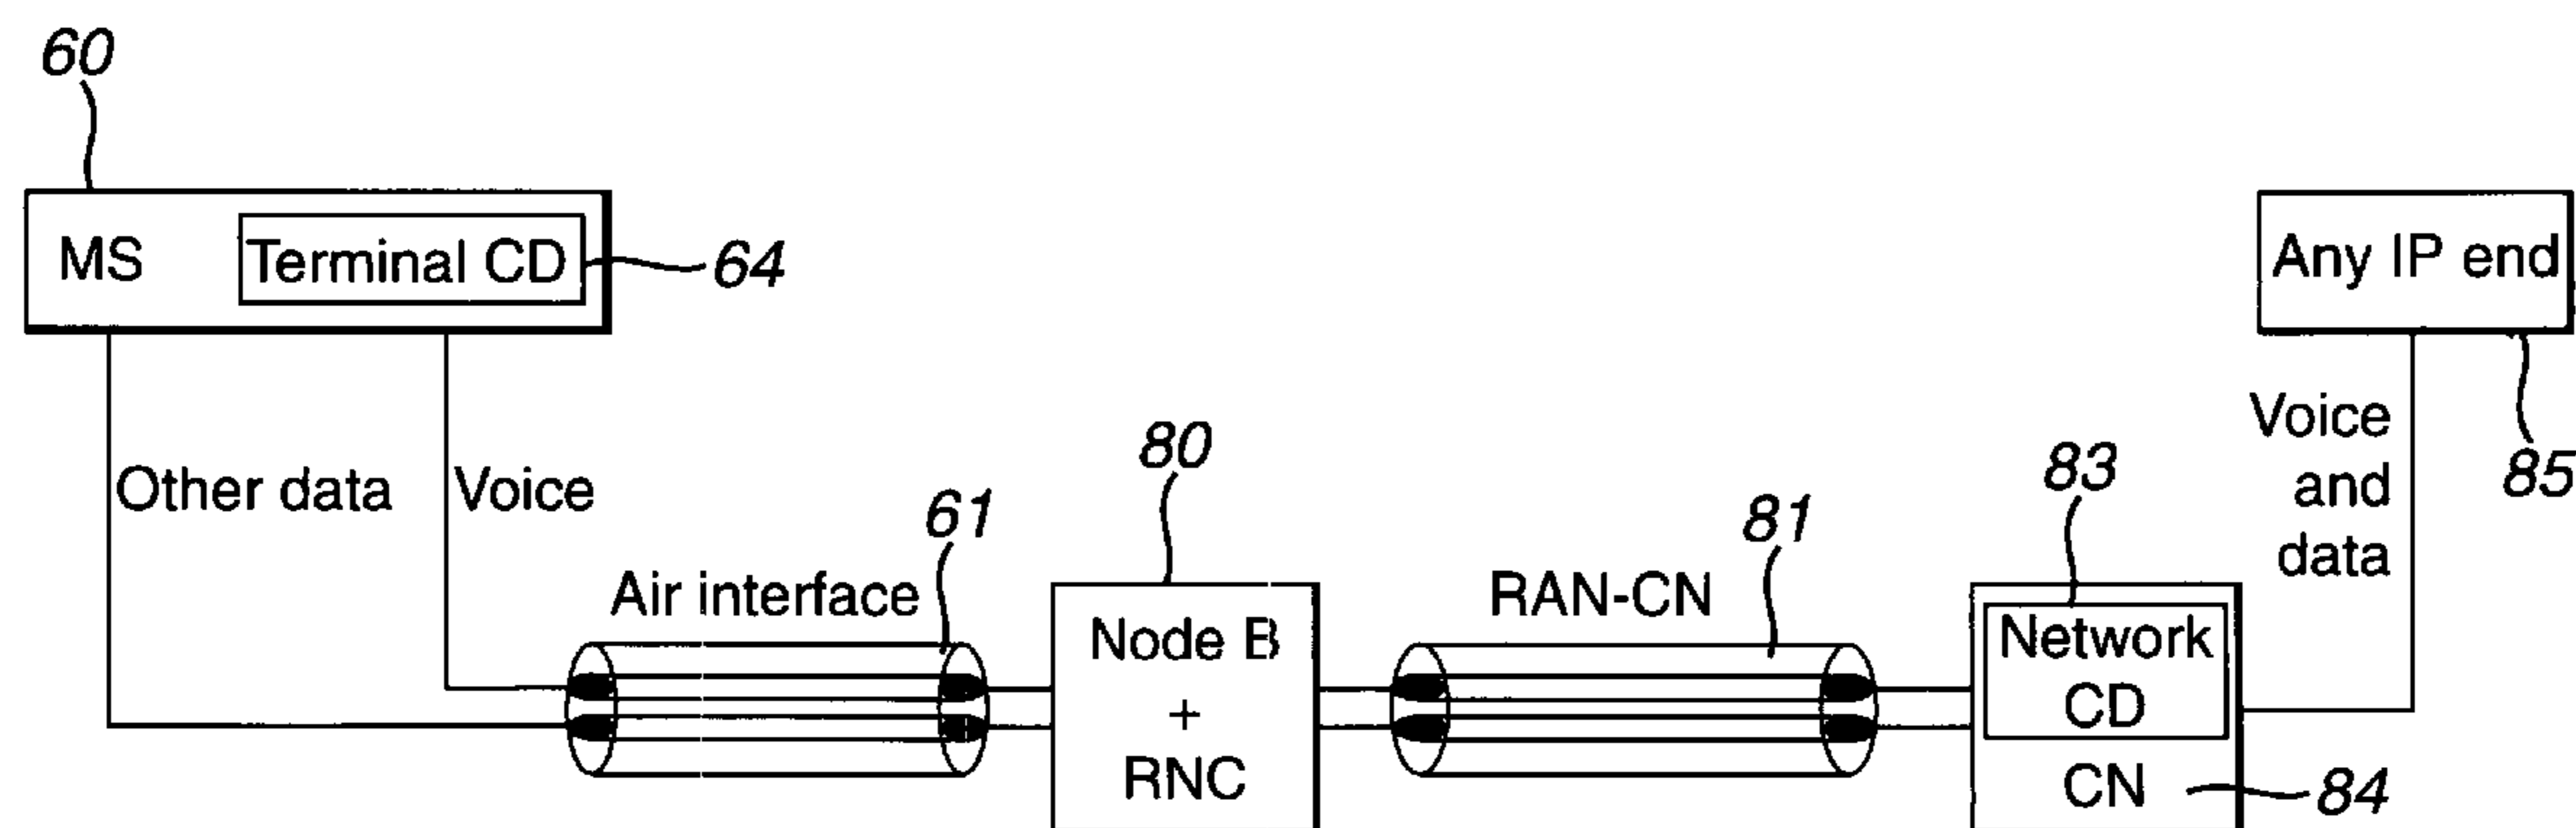 60
MS
Terminal CD
64
Any IP end
85
Other data
Voice
Voice
and
data
Air interface
61
80
Node B
+
RNC
RAN-CN
81
83
Network
CD
CN
84